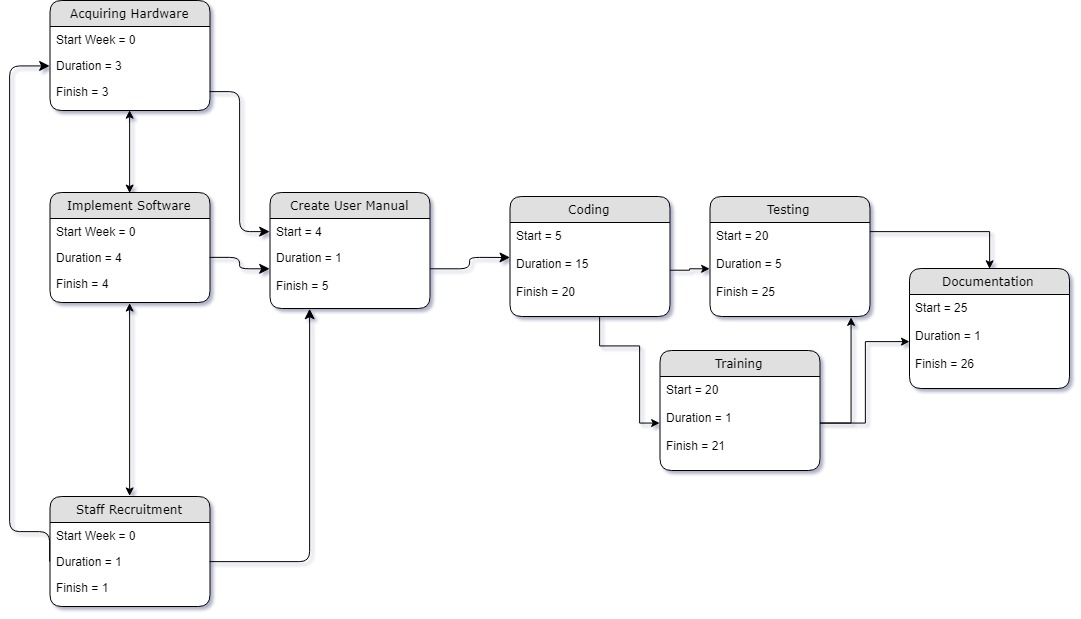 Acquiring Hardware
Start Week = 0
Duration = 3
Finish = 3
Implement Software
Start Week = 0
Duration = 4
Finish = 4
Staff Recruitment
Start Week = 0
Duration = 1
Finish = 1
Create User Manual
Start = 4
Duration = 1
Finish = 5
Coding
Start = 5
Duration = 15
Finish = 20
Testing
Start = 20
Duration = 5
Finish = 25
Training
Start = 20
Duration = 1
Finish = 21
Documentation
Start = 25
Duration = 1
Finish = 26